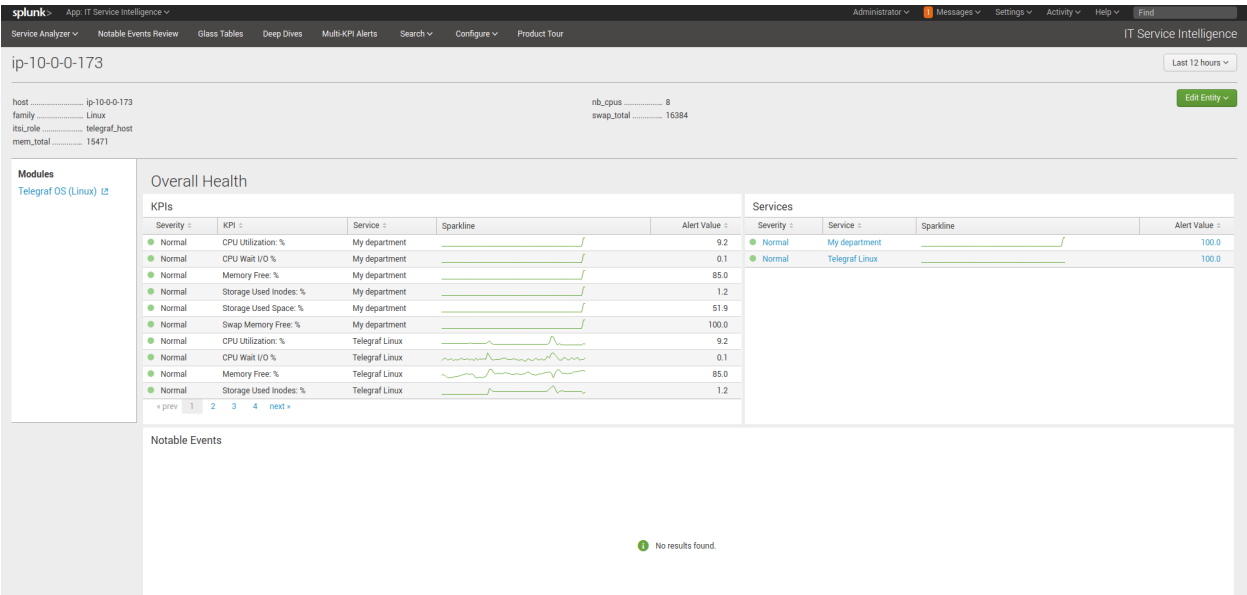 splunk> App: IT Service Intelligence Administrator 1 Messages Settings Activity Help Find
Service Analyzer Notable Events Review Glass Tables Deep Dives Multi-KPI Alerts Search Configure Product Tour IT Service Intelligence
ip-10-0-0-173 Last 12 hours
Edit Entity
host ........................ ip-10-0-0-173 nb_cpus ................. 8
family ...................... Linux swap_total .............. 16384
itsi_role ................... telegraf_host
mem_total .............. 15471
Modules
Telegraf OS (Linux)
Overall Health
KPIs
Severity KPI Service Sparkline Alert Value
Normal CPU Utilization: % My department 9.2
Normal CPU Wait I/O % My department 0.1
Normal Memory Free: % My department 85.0
Normal Storage Used Inodes: % My department 1.2
Normal Storage Used Space: % My department 51.9
Normal Swap Memory Free: % My department 100.0
Normal CPU Utilization: % Telegraf Linux 9.2
Normal CPU Wait I/O % Telegraf Linux 0.1
Normal Memory Free: % Telegraf Linux 85.0
Normal Storage Used Inodes: % Telegraf Linux 1.2
« prev 1 2 3 4 next »
Services
Severity Service Sparkline Alert Value
Normal My department 100.0
Normal Telegraf Linux 100.0
Notable Events
No results found.